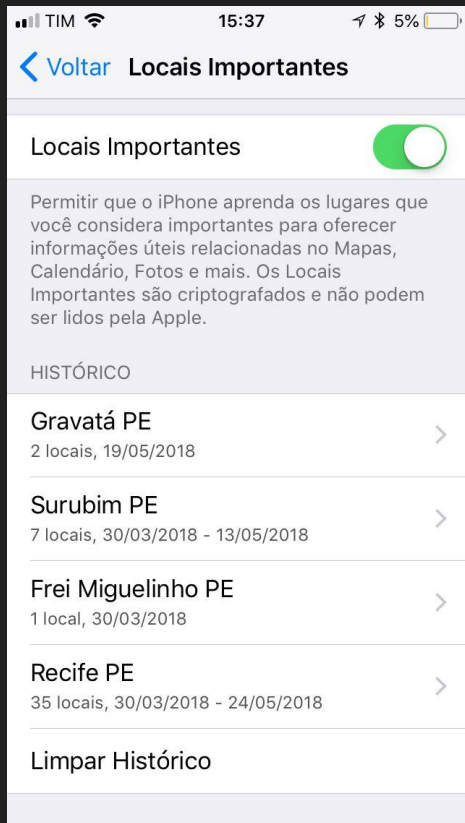 TIM 15:37 5%
Voltar Locais Importantes
Locais Importantes
Permitir que o iPhone aprenda os lugares que
você considera importantes para oferecer
informações úteis relacionadas no Mapas,
Calendário, Fotos e mais. Os Locais
Importantes são criptografados e não podem
ser lidos pela Apple.
HISTÓRICO
Gravatá PE
2 locais, 19/05/2018
Surubim PE
7 locais, 30/03/2018 - 13/05/2018
Frei Miguelinho PE
1 local, 30/03/2018
Recife PE
35 locais, 30/03/2018 - 24/05/2018
Limpar Histórico